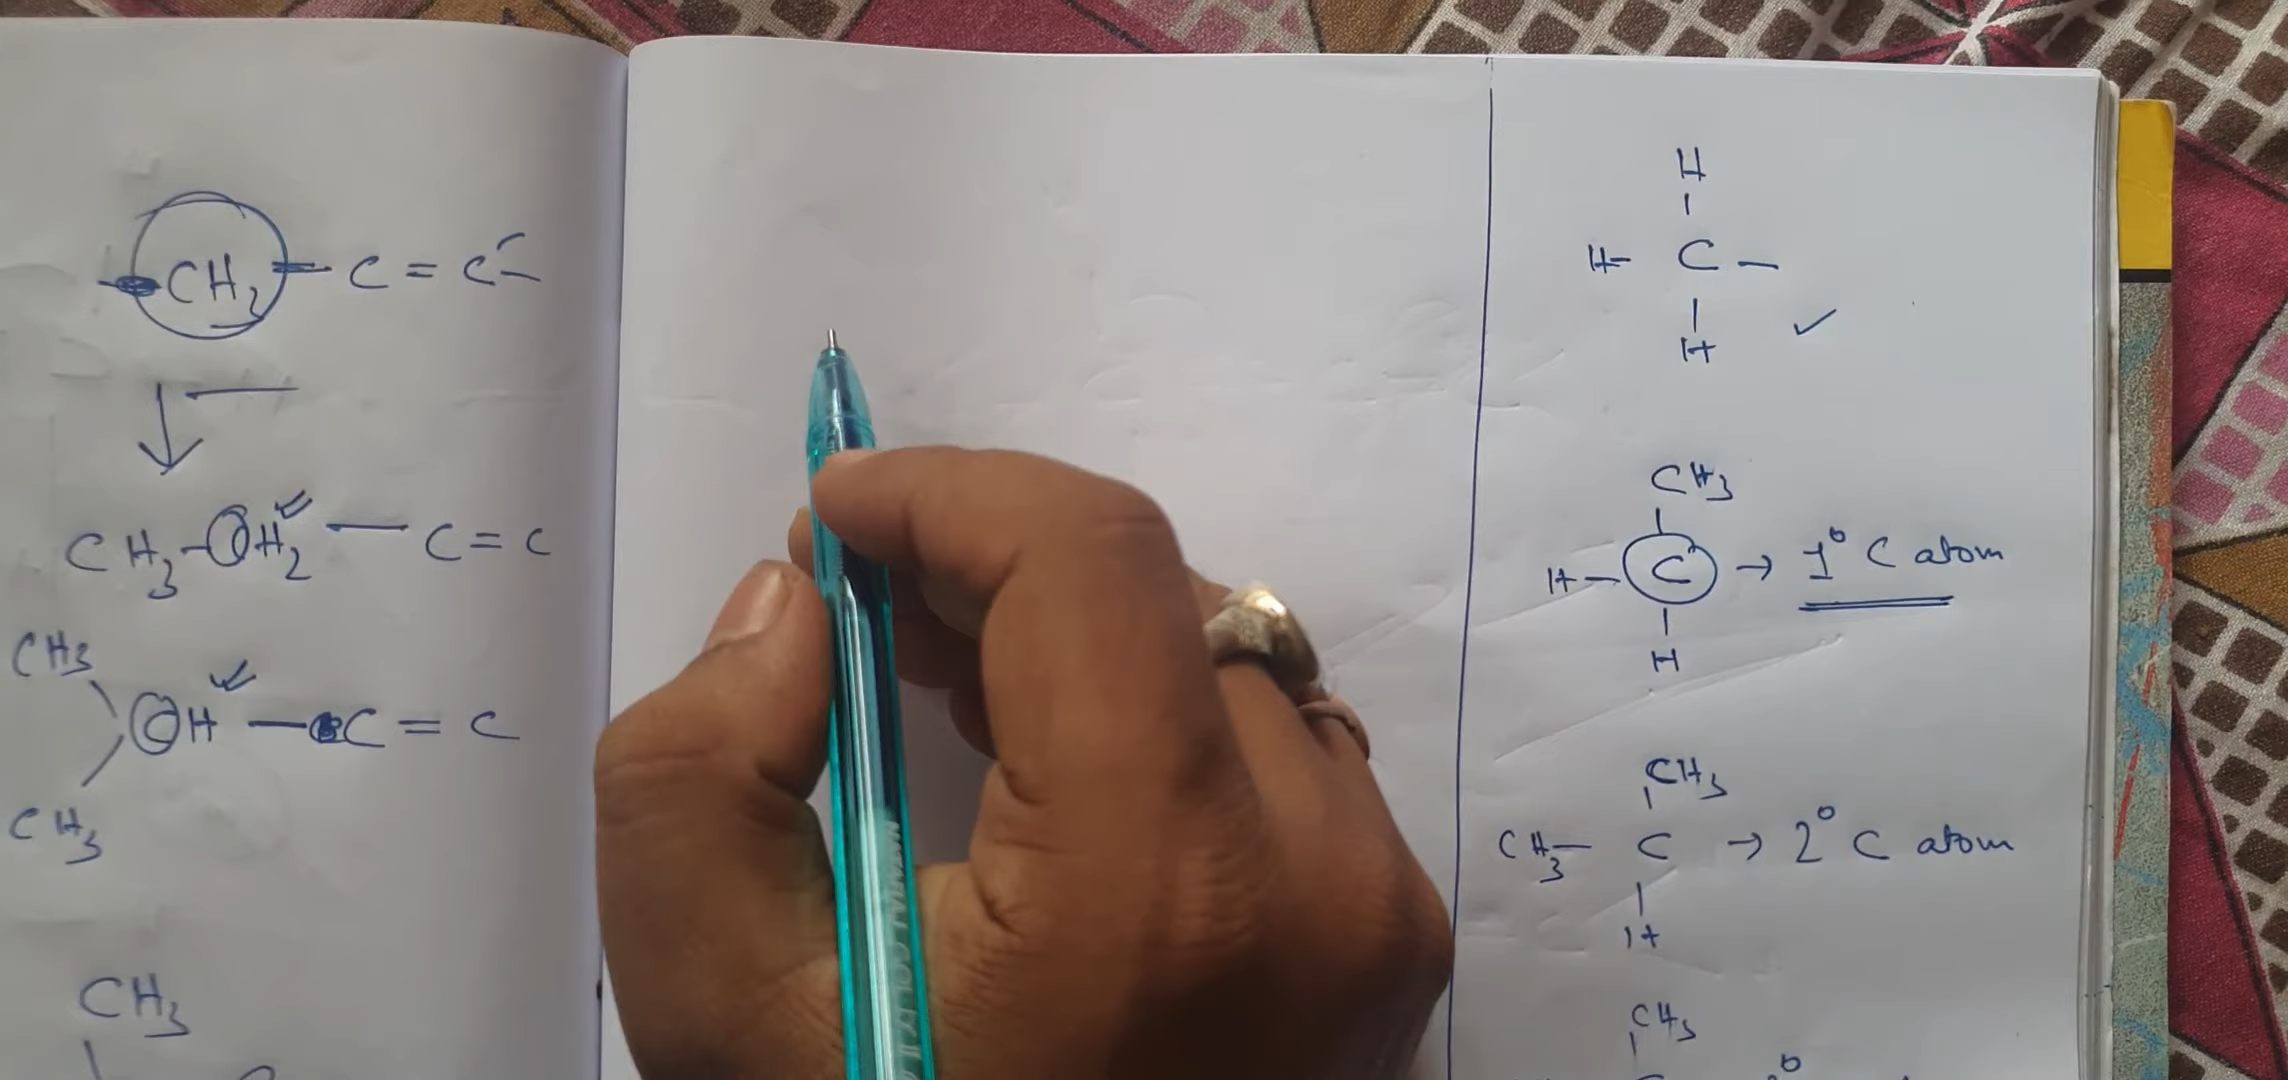 - CH2 - C = C
CH3-CH2 — C = C
CH3
CH — C = C
CH3
CH3
H
H- C -
H
CH3
H- C → 1° C atom
H
CH3
CH3- C → 2° C atom
H
CH3